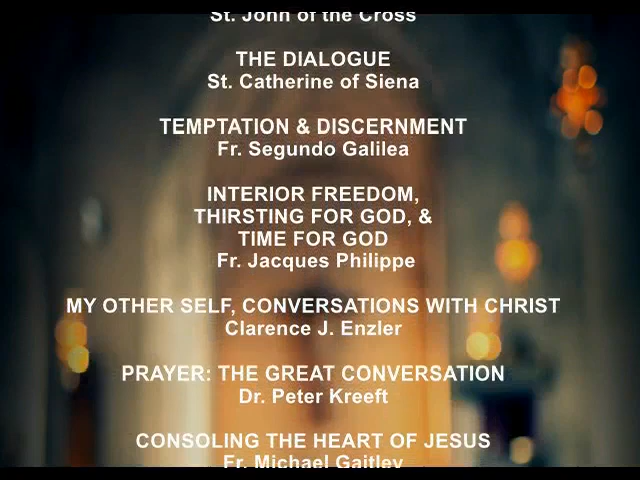 St. John of the Cross
THE DIALOGUE
St. Catherine of Siena
TEMPTATION & DISCERNMENT
Fr. Segundo Galilea
INTERIOR FREEDOM,
THIRSTING FOR GOD, &
TIME FOR GOD
Fr. Jacques Philippe
MY OTHER SELF, CONVERSATIONS WITH CHRIST
Clarence J. Enzler
PRAYER: THE GREAT CONVERSATION
Dr. Peter Kreeft
CONSOLING THE HEART OF JESUS
Fr. Michael Gaitley